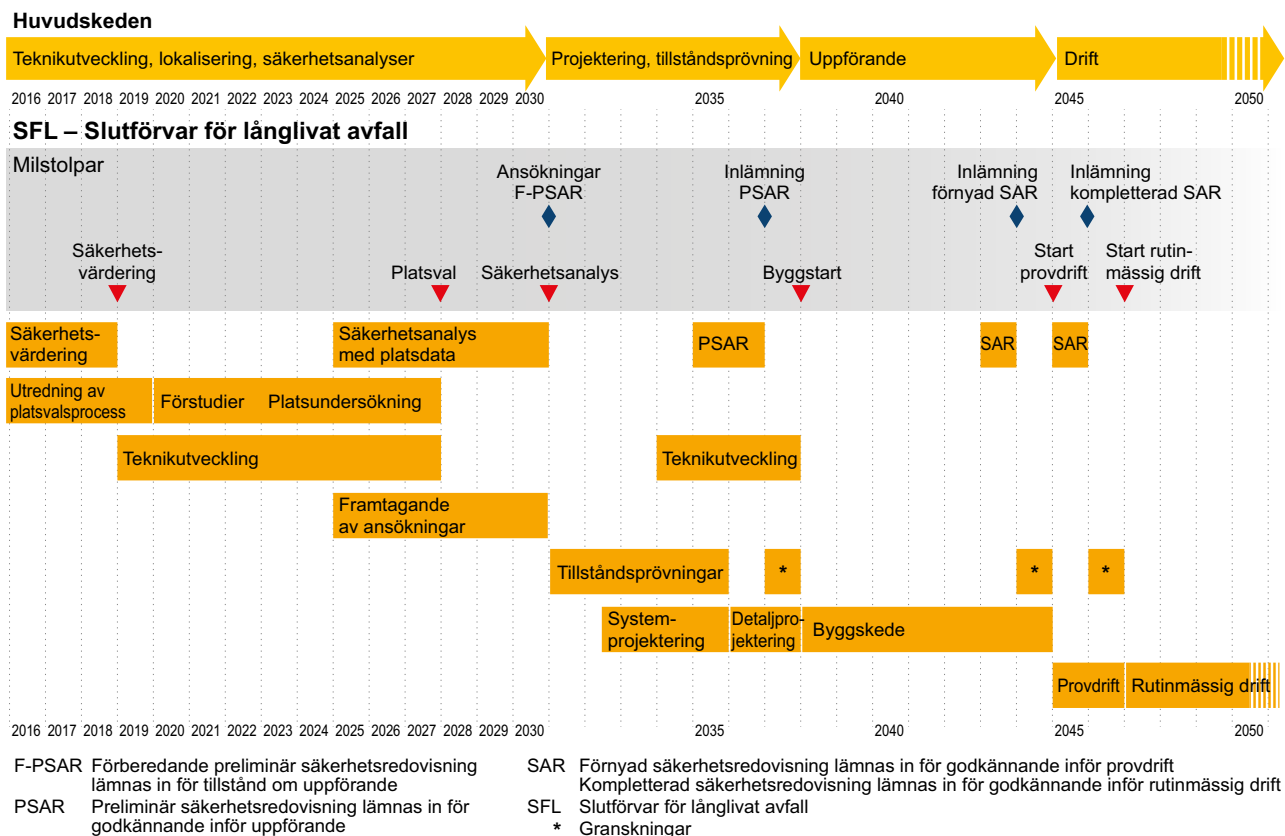 Huvudskeden
Teknikutveckling, lokalisering, säkerhetsanalyser
Projektering, tillståndsprövning
Uppförande
Drift
2016 2017 2018 2019 2020 2021 2022 2023 2024 2025 2026 2027 2028 2029 2030 2035 2040 2045 2050
SFL – Slutförvar för långlivat avfall
Milstolpar
Ansökningar
F-PSAR
Inlämning
PSAR
Inlämning
förnyad SAR
Inlämning
kompletterad SAR
Säkerhets-
värdering
Platsval
Säkerhetsanalys
Byggstart
Start
provdrift
Start rutin-
mässig drift
Säkerhets-
värdering
Säkerhetsanalys
med platsdata
PSAR
SAR
SAR
Utredning av
platsvalsprocess
Förstudier
Platsundersökning
Teknikutveckling
Teknikutveckling
Framtagande
av ansökningar
Tillståndsprövningar
*
*
*
System-
projektering
Detaljpro-
jektering
Byggskede
Provdrift
Rutinmässig drift
2016 2017 2018 2019 2020 2021 2022 2023 2024 2025 2026 2027 2028 2029 2030 2035 2040 2045 2050
F-PSAR Förberedande preliminär säkerhetsredovisning
lämnas in för tillstånd om uppförande
PSAR Preliminär säkerhetsredovisning lämnas in för
godkännande inför uppförande
SAR Förnyad säkerhetsredovisning lämnas in för godkännande inför provdrift
Kompletterad säkerhetsredovisning lämnas in för godkännande inför rutinmässig drift
SFL Slutförvar för långlivat avfall
* Granskningar